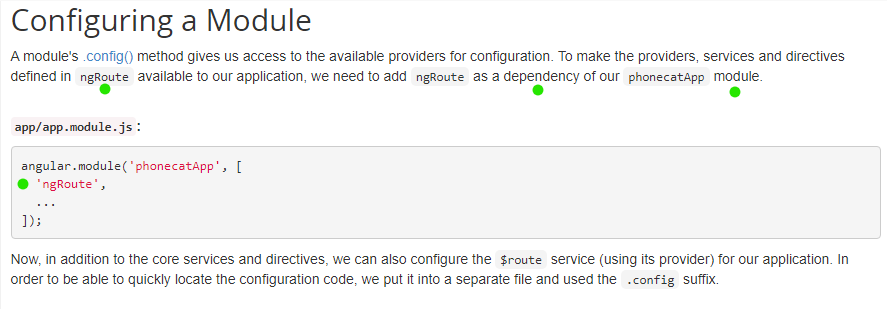 Configuring a Module
A module's .config() method gives us access to the available providers for configuration. To make the providers, services and directives
defined in ngRoute available to our application, we need to add ngRoute as a dependency of our phonecatApp module.
app/app.module.js:
angular.module('phonecatApp', [
'ngRoute',
...
]);
Now, in addition to the core services and directives, we can also configure the $route service (using its provider) for our application. In
order to be able to quickly locate the configuration code, we put it into a separate file and used the .config suffix.